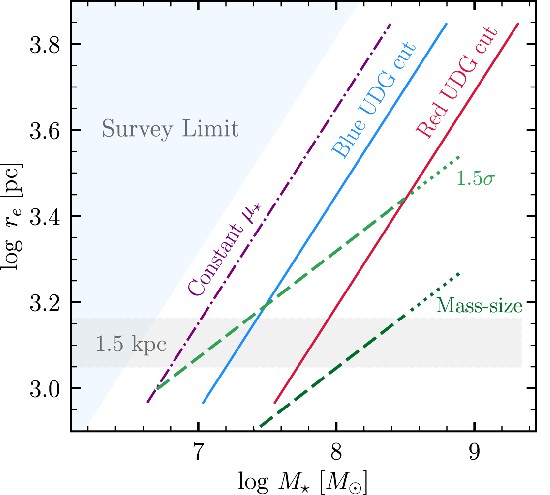 3.8
3.6
3.4
3.2
3.0
log r_e [pc]
Survey Limit
Constant μ⋆
Blue UDG cut
Red UDG cut
1.5σ
Mass-size
1.5 kpc
7
8
9
log M⋆ [M⊙]